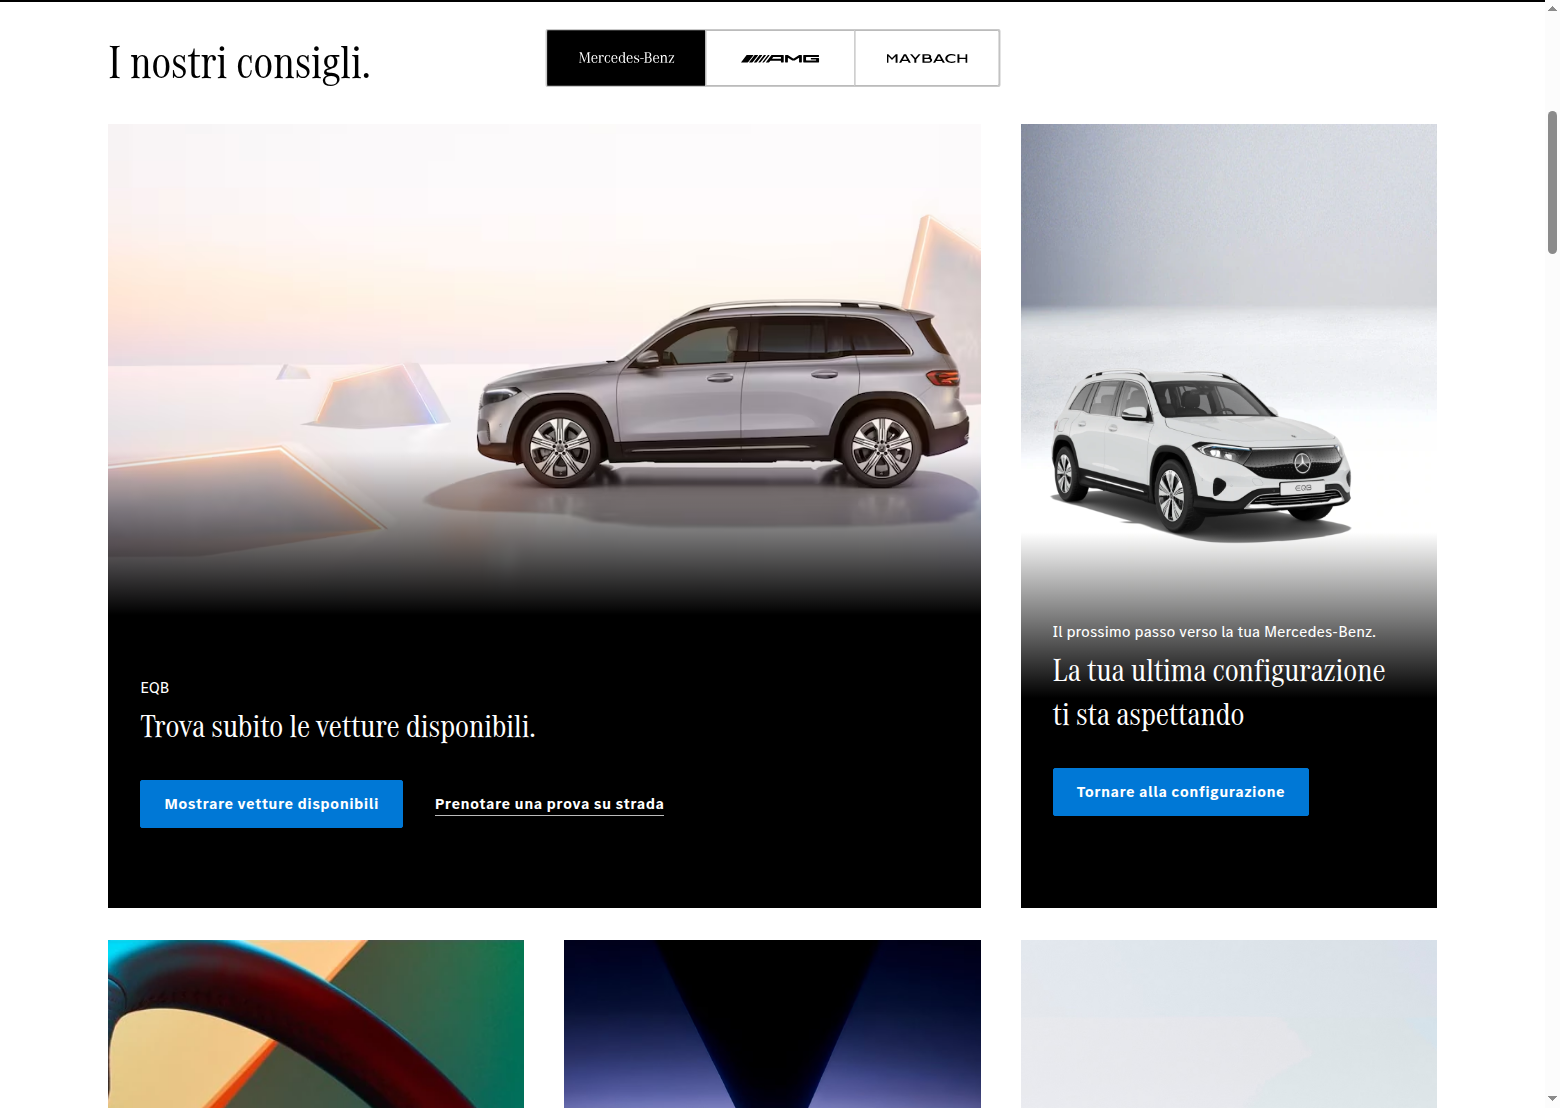 I nostri consigli.
Mercedes-Benz
AMG
MAYBACH
EQB
Trova subito le vetture disponibili.
Mostrare vetture disponibili
Prenotare una prova su strada
EQB
Il prossimo passo verso la tua Mercedes-Benz.
La tua ultima configurazione
ti sta aspettando
Tornare alla configurazione